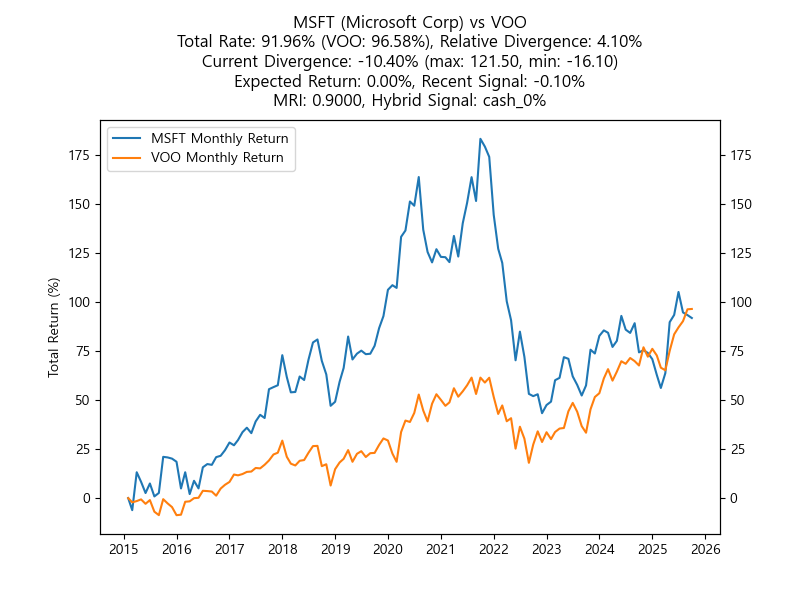 MSFT (Microsoft Corp) vs VOO
Total Rate: 91.96% (VOO: 96.58%), Relative Divergence: 4.10%
Current Divergence: -10.40% (max: 121.50, min: -16.10)
Expected Return: 0.00%, Recent Signal: -0.10%
MRI: 0.9000, Hybrid Signal: cash_0%
MSFT Monthly Return
VOO Monthly Return
Total Return (%)
175
150
125
100
75
50
25
0
175
150
125
100
75
50
25
0
2015 2016 2017 2018 2019 2020 2021 2022 2023 2024 2025 2026